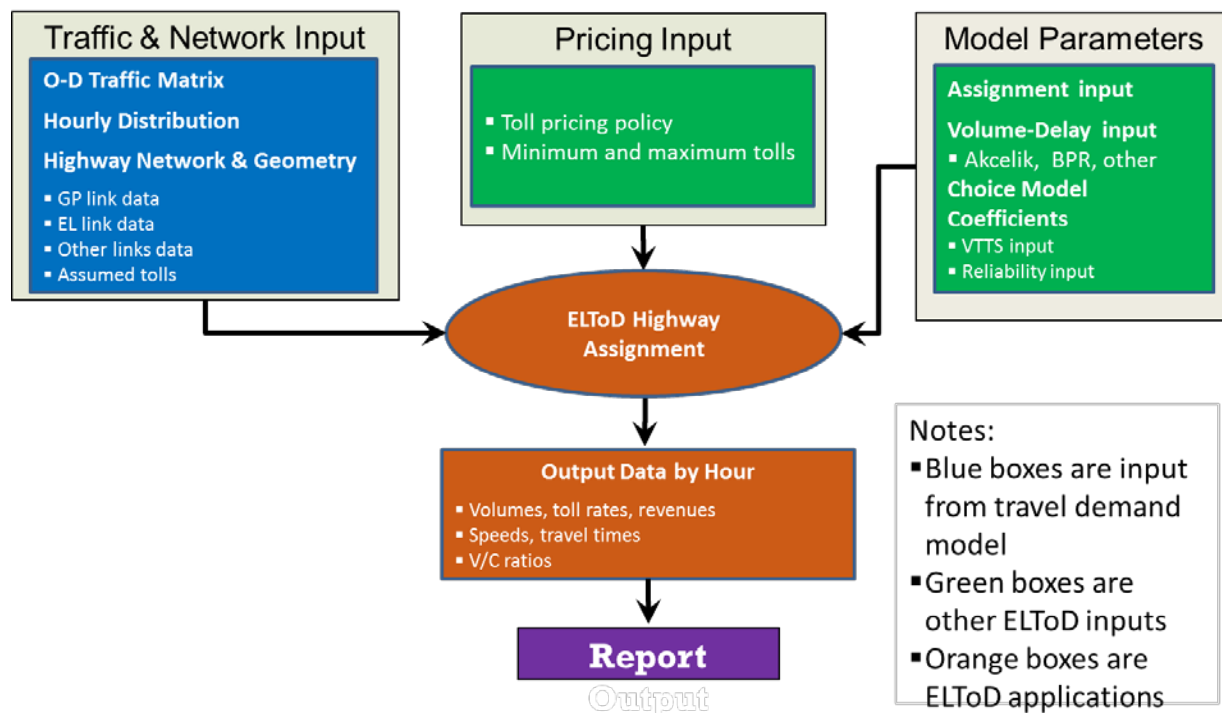 Traffic & Network Input
O-D Traffic Matrix
Hourly Distribution
Highway Network & Geometry
▪ GP link data
▪ EL link data
▪ Other links data
▪ Assumed tolls
Pricing Input
▪ Toll pricing policy
▪ Minimum and maximum tolls
Model Parameters
Assignment input
Volume-Delay input
▪ Akcelik, BPR, other
Choice Model
Coefficients
▪ VTTS input
▪ Reliability input
ELToD Highway
Assignment
Output Data by Hour
▪ Volumes, toll rates, revenues
▪ Speeds, travel times
▪ V/C ratios
Report
Output
Notes:
▪Blue boxes are input
from travel demand
model
▪Green boxes are
other ELToD inputs
▪Orange boxes are
ELToD applications